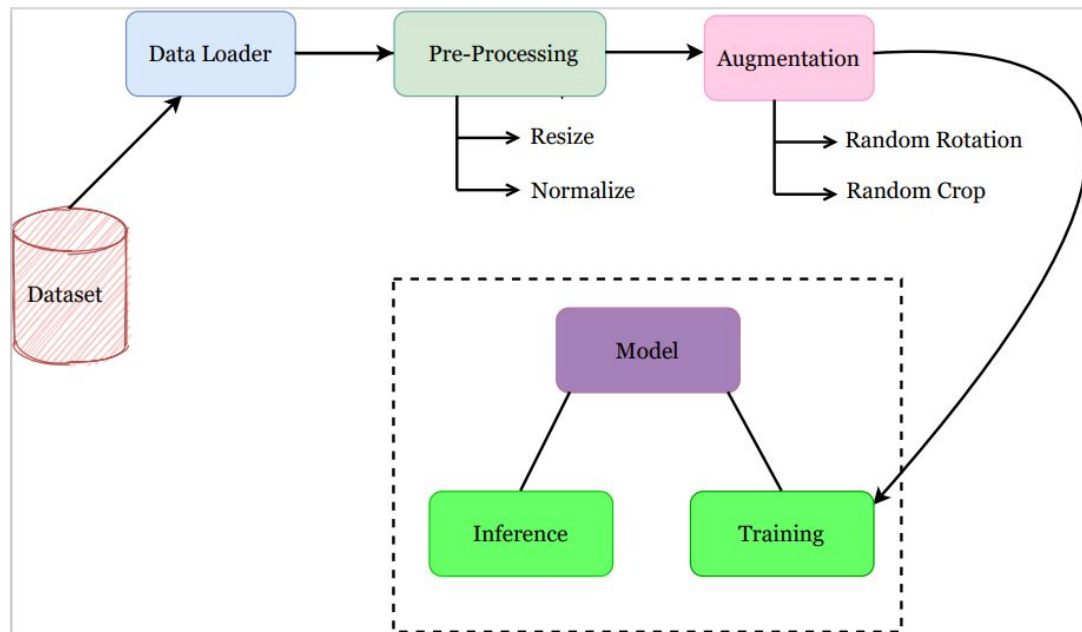 Data Loader
Pre-Processing
Augmentation
Resize
Normalize
Random Rotation
Random Crop
Dataset
Model
Inference
Training